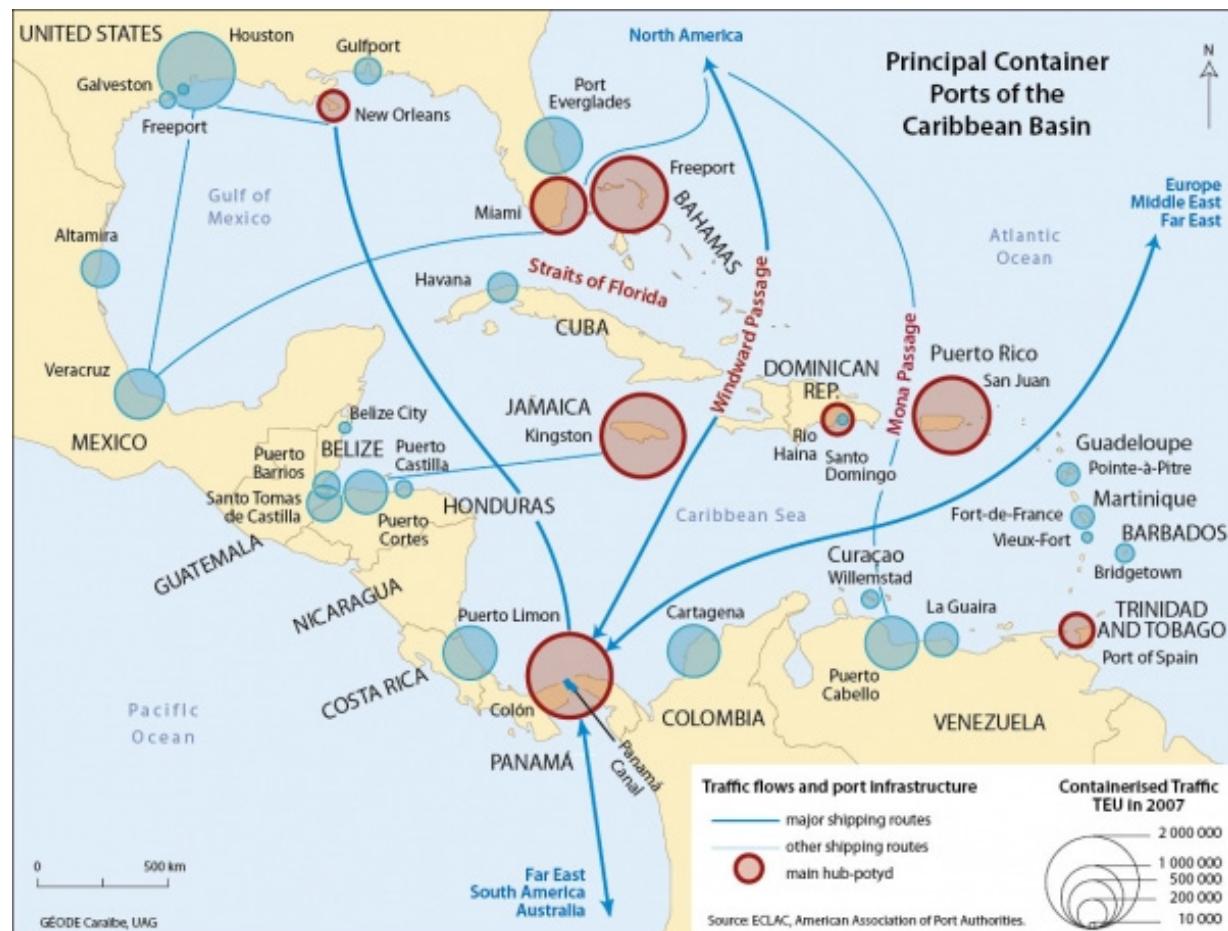 Principal Container
Ports of the
Caribbean Basin
N
UNITED STATES
Houston
Gulfport
North America
Galveston
Freeport
New Orleans
Port
Everglades
Freeport
BAHAMAS
Miami
Gulf of
Mexico
Altamira
Europe
Middle East
Far East
Atlantic
Ocean
Havana
Straits of Florida
CUBA
Windward Passage
Mona Passage
Veracruz
MEXICO
Belize City
BELIZE
Puerto
Barrios
Santo Tomas
de Castilla
Puerto
Castilla
Puerto
Cortes
HONDURAS
GUATEMALA
NICARAGUA
JAMAICA
Kingston
DOMINICAN
REP.
Río
Haina
Santo
Domingo
Puerto Rico
San Juan
Guadeloupe
Pointe-à-Pitre
Martinique
Fort-de-France
Vieux-Fort
BARBADOS
Bridgetown
Caribbean Sea
Curaçao
Willemstad
La Guaira
Puerto
Cabello
TRINIDAD
AND TOBAGO
Port of Spain
Puerto Limon
COSTA RICA
Cartagena
Colón
PANAMÁ
Panamá
Canal
COLOMBIA
VENEZUELA
Pacific
Ocean
Far East
South America
Australia
0 500 km
GÉODE Caraïbe, UAG
Traffic flows and port infrastructure
major shipping routes
other shipping routes
main hub-potyd
Source: ECLAC, American Association of Port Authorities.
Containerised Traffic
TEU in 2007
2 000 000
1 000 000
500 000
200 000
10 000